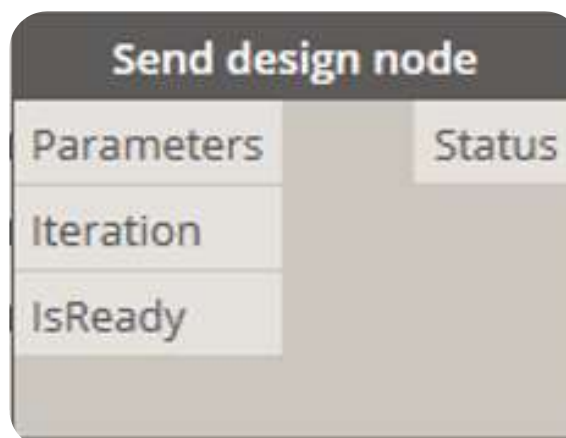 Send design node
Parameters
Status
Iteration
IsReady